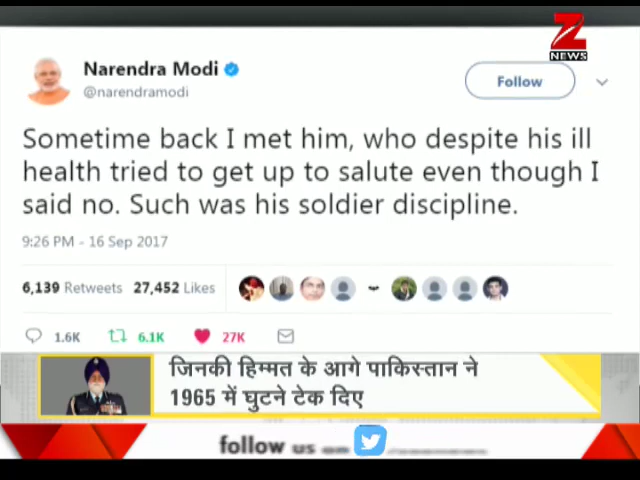 Z
NEWS
Narendra Modi
@narendramodi
Follow
Sometime back I met him, who despite his ill
health tried to get up to salute even though I
said no. Such was his soldier discipline.
9:26 PM - 16 Sep 2017
6,139 Retweets 27,452 Likes
1.6K 6.1K 27K
जिनकी हिम्मत के आगे पाकिस्तान ने
1965 में घुटने टेक दिए
follow us on